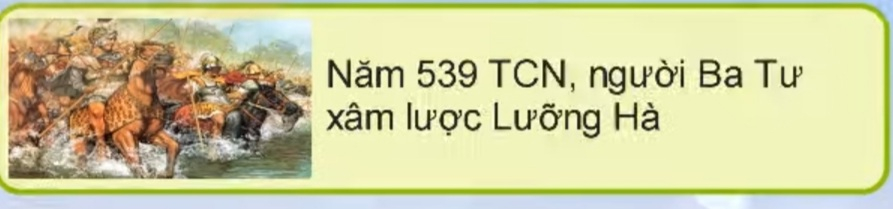 Năm 539 TCN, người Ba Tư
xâm lược Lưỡng Hà